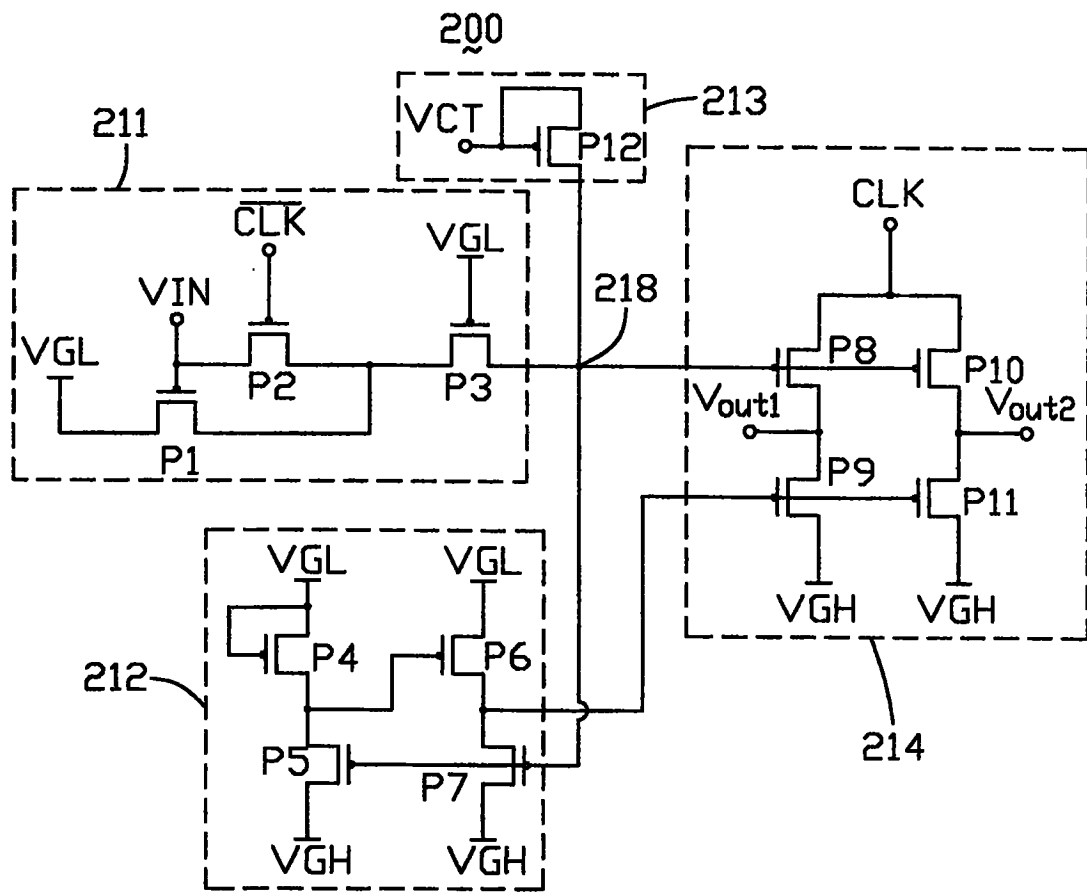 200
213
VCT
P12
211
CLK
CLK
VGL
218
VIN
VGL
P2
P3
P8
P10
Vout1
Vout2
P1
P9
P11
VGL
VGL
VGH
VGH
P4
P6
212
214
P5
P7
VGH
VGH